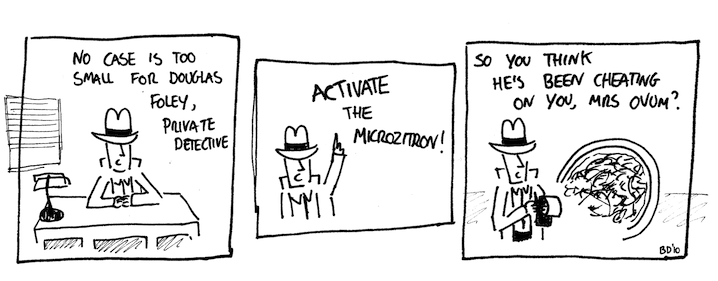 NO CASE IS TOO
SMALL FOR DOUGLAS
FOLEY,
PRIVATE
DETECTIVE
ACTIVATE
THE
MICROZITRON!
SO YOU THINK
HE'S BEEN CHEATING
ON YOU, MRS OVUM?
BD'10